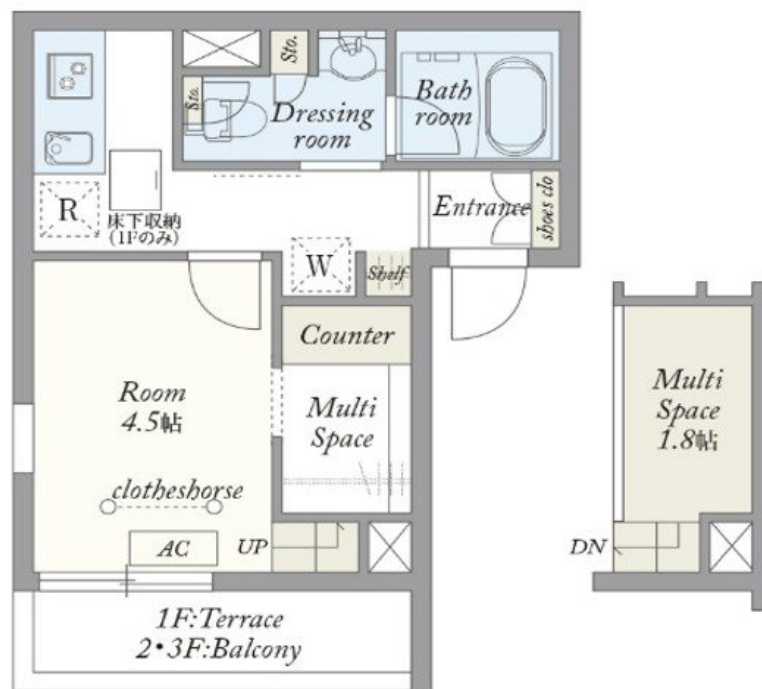 Sto.
Sto.
Dressing
room
Bath
room
R
床下収納
(1Fのみ)
W
Shelf
Entrance
shoes clo
Counter
Room
4.5帖
Multi
Space
clotheshorse
AC
UP
1F:Terrace
2・3F:Balcony
Multi
Space
1.8帖
DN